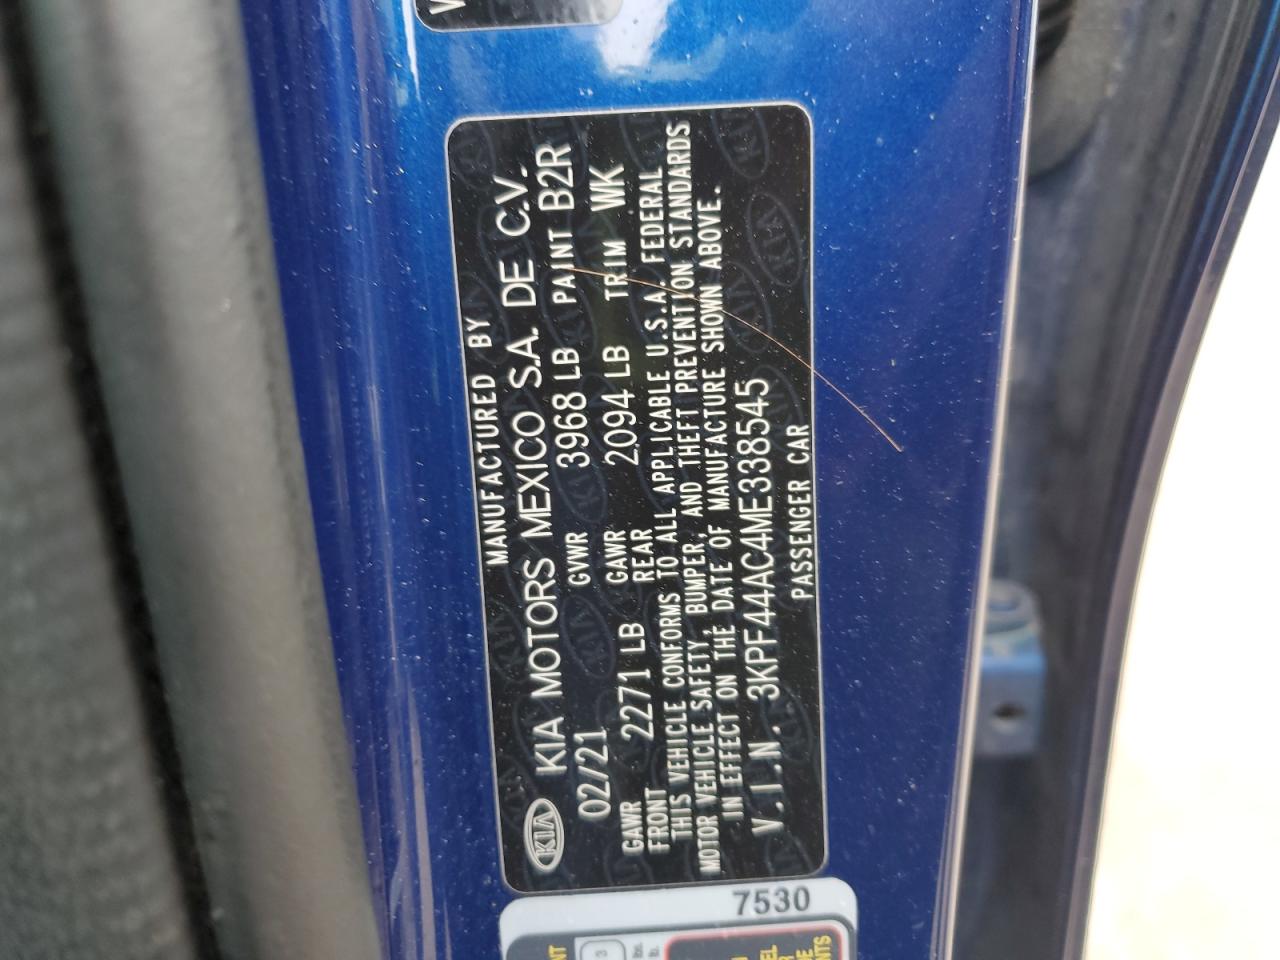 MANUFACTURED BY
KIA KIA MOTORS MEXICO S.A. DE C.V.
02/21 GVWR 3968 LB PAINT B2R
GAWR FRONT 2271 LB GAWR REAR 2094 LB TRIM WK
THIS VEHICLE CONFORMS TO ALL APPLICABLE U.S.A FEDERAL
MOTOR VEHICLE SAFETY, BUMPER, AND THEFT PREVENTION STANDARDS
IN EFFECT ON THE DATE OF MANUFACTURE SHOWN ABOVE.
V.I.N. 3KPF44AC4ME338545
PASSENGER CAR
7530